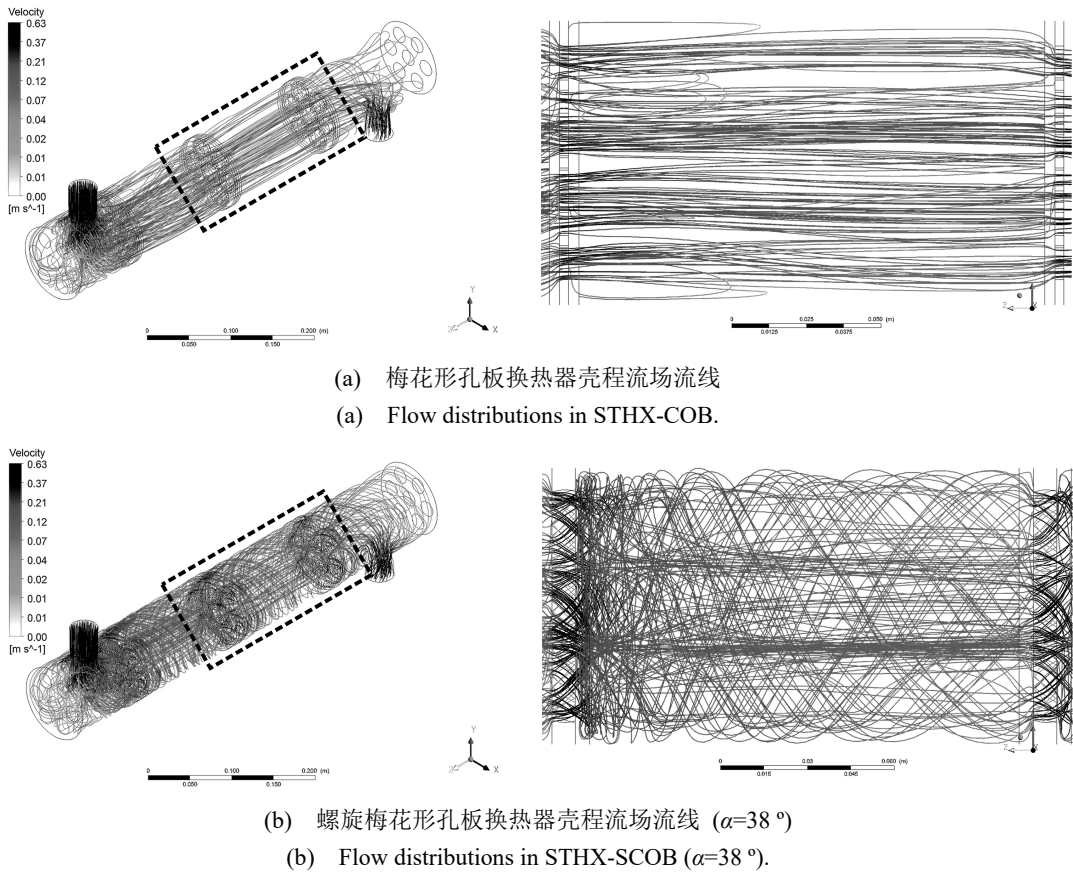 Velocity
0.63
0.37
0.21
0.12
0.07
0.04
0.02
0.01
0.01
0.00
[m s^-1]
Y
Z
X
0 0.100 0.200 (m)
0.050 0.150
0 0.025 0.050 (m)
0.0125 0.0375
Z
X
(a) 梅花形孔板换热器壳程流场流线
(a) Flow distributions in STHX-COB.
Velocity
0.63
0.37
0.21
0.12
0.07
0.04
0.02
0.01
0.01
0.00
[m s^-1]
Y
Z
X
0 0.100 0.200 (m)
0.050 0.150
0 0.03 0.060 (m)
0.015 0.045
Z
X
(b) 螺旋梅花形孔板换热器壳程流场流线 (α=38 º)
(b) Flow distributions in STHX-SCOB (α=38 º).